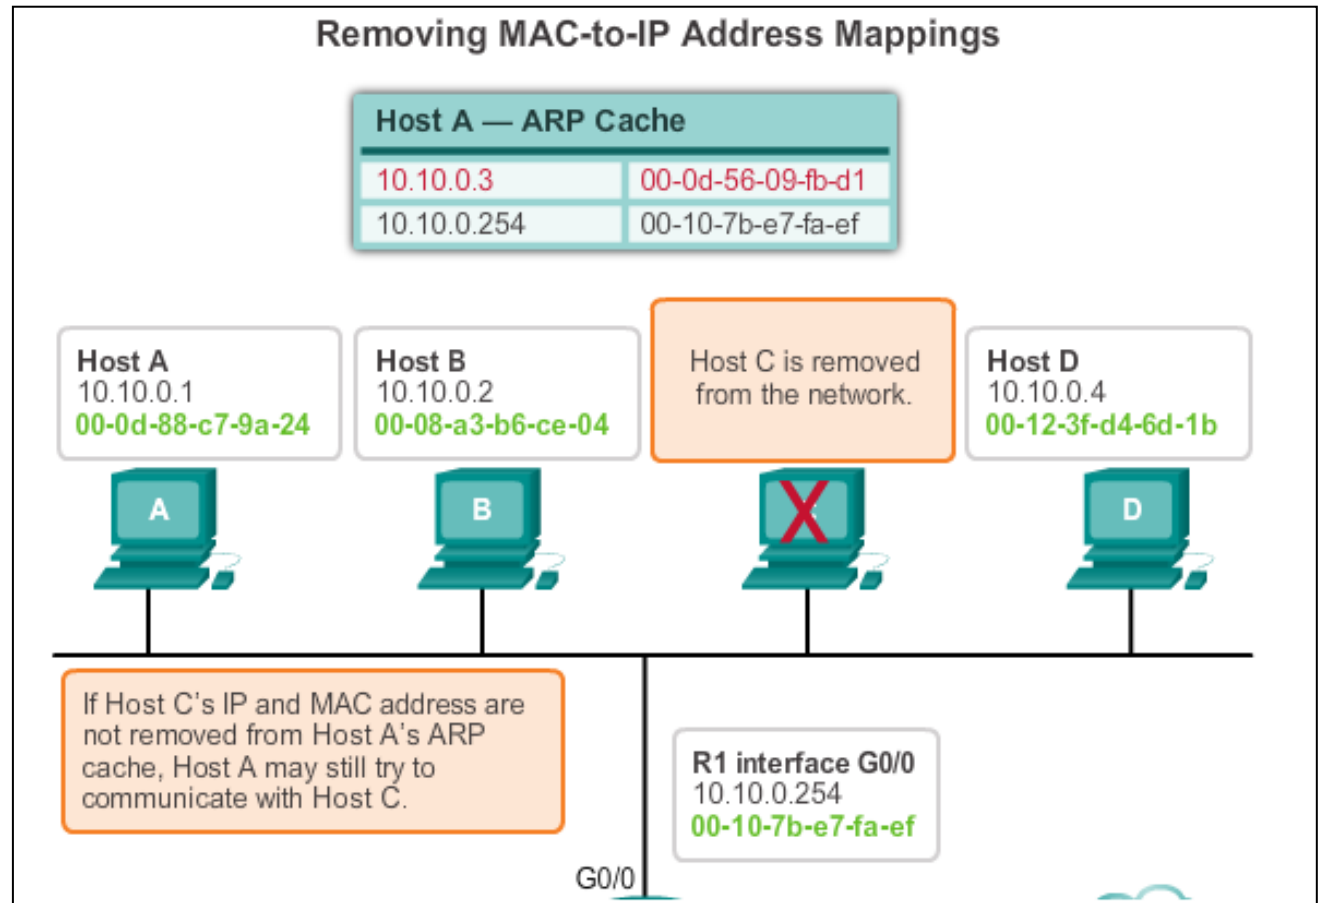 Removing MAC-to-IP Address Mappings
Host A — ARP Cache
10.10.0.3 00-0d-56-09-fb-d1
10.10.0.254 00-10-7b-e7-fa-ef
Host A
10.10.0.1
00-0d-88-c7-9a-24
Host B
10.10.0.2
00-08-a3-b6-ce-04
Host C is removed
from the network.
Host D
10.10.0.4
00-12-3f-d4-6d-1b
A
B
X
D
If Host C's IP and MAC address are
not removed from Host A's ARP
cache, Host A may still try to
communicate with Host C.
R1 interface G0/0
10.10.0.254
00-10-7b-e7-fa-ef
G0/0